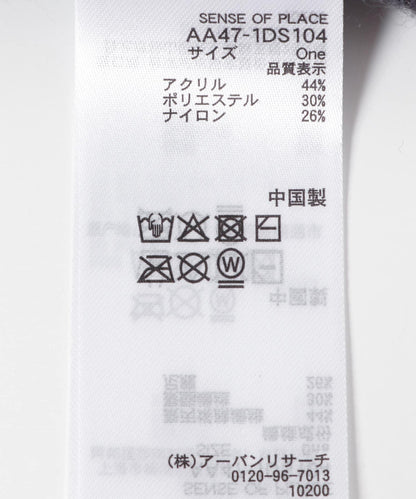 SENSE OF PLACE
AA47-1DS104
サイズ One
品質表示
アクリル 44%
ポリエステル 30%
ナイロン 26%
中国製
W
(株)アーバンリサーチ
0120-96-7013
10200